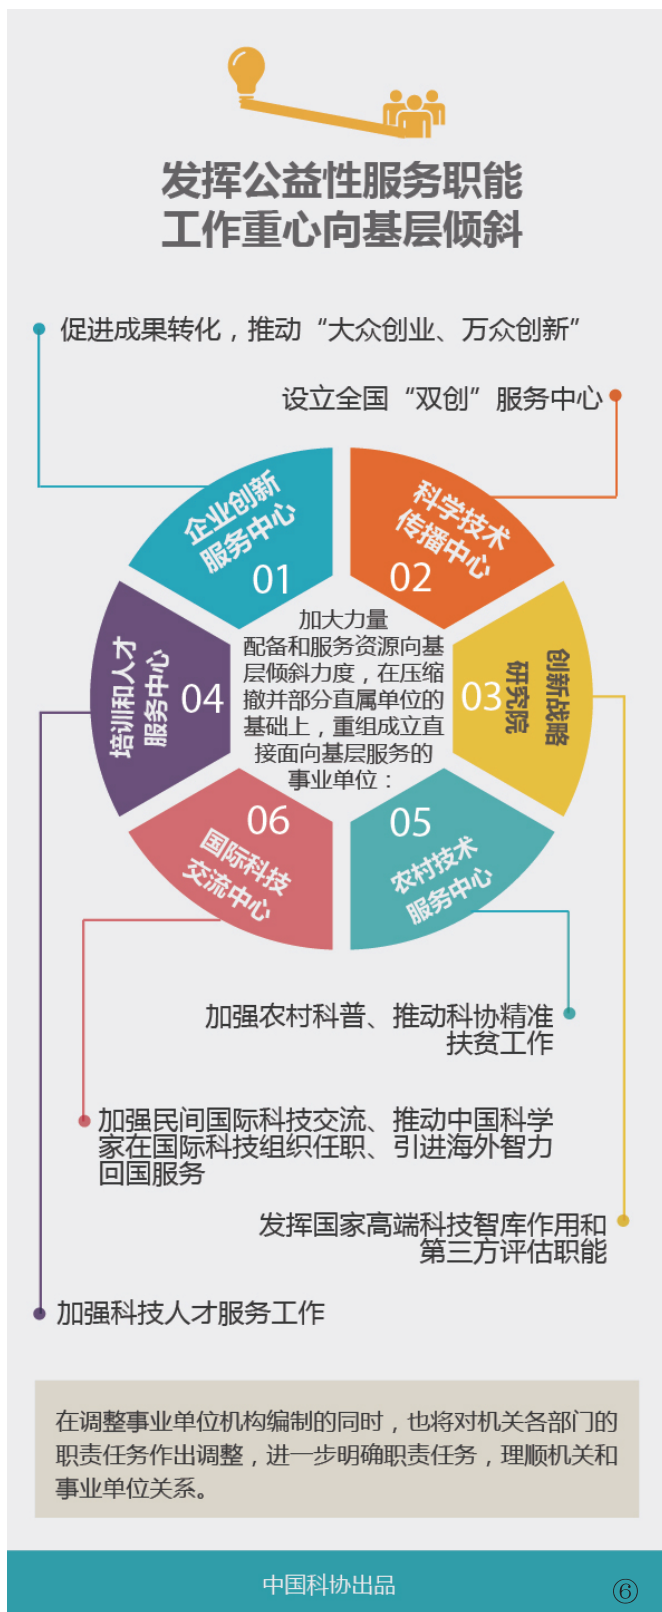 发挥公益性服务职能
工作重心向基层倾斜
促进成果转化，推动“大众创业、万众创新”
设立全国“双创”服务中心
企业创新
服务中心
01
科学技术
传播中心
02
创新战略
研究院
03
培训和人才
服务中心
04
加大力量
配备和服务资源向基
层倾斜力度，在压缩
撤并部分直属单位的
基础上，重组成立直
接面向基层服务的
事业单位：
06
国际科技
交流中心
05
农村技术
服务中心
加强农村科普、推动科协精准
扶贫工作
加强民间国际科技交流、推动中国科学
家在国际科技组织任职、引进海外智力
回国服务
发挥国家高端科技智库作用和
第三方评估职能
加强科技人才服务工作
在调整事业单位机构编制的同时，也将对机关各部门的
职责任务作出调整，进一步明确职责任务，理顺机关和
事业单位关系。
中国科协出品
⑥